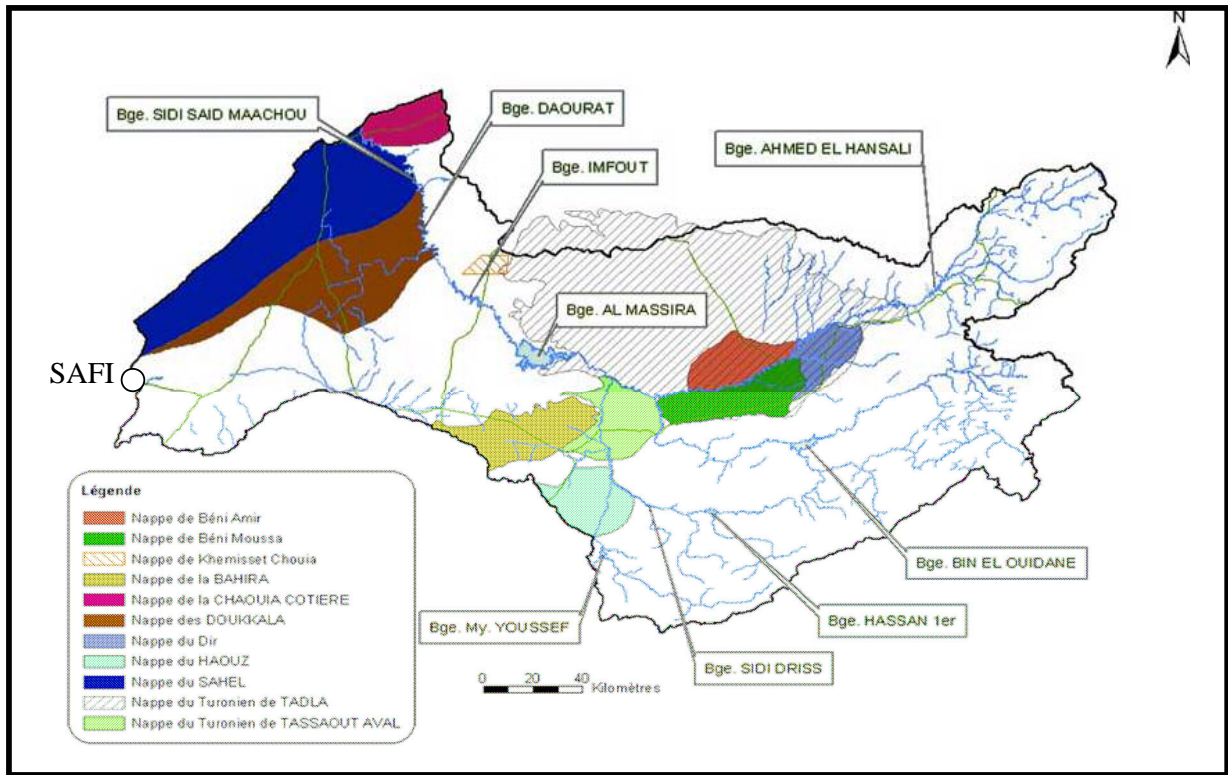 N
Bge. SIDI SAID MAACHOU
Bge. DAOURAT
Bge. IMFOUT
Bge. AHMED EL HANSALI
Bge. AL MASSIRA
SAFI
Légende
Nappe de Béni Amir
Nappe de Béni Moussa
Nappe de Khemisset Chouia
Nappe de la BAHIRA
Nappe de la CHAOUIA COTIERE
Nappe des DOUKKALA
Nappe du Dir
Nappe du HAOUZ
Nappe du SAHEL
Nappe du Turonien de TADLA
Nappe du Turonien de TASSAOUT AVAL
Bge. BIN EL OUIDANE
Bge. HASSAN 1er
Bge. My. YOUSSEF
Bge. SIDI DRISS
0 20 40 Kilomètres